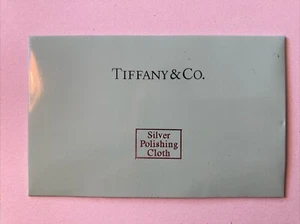 TIFFANY & CO.
Silver
Polishing
Cloth